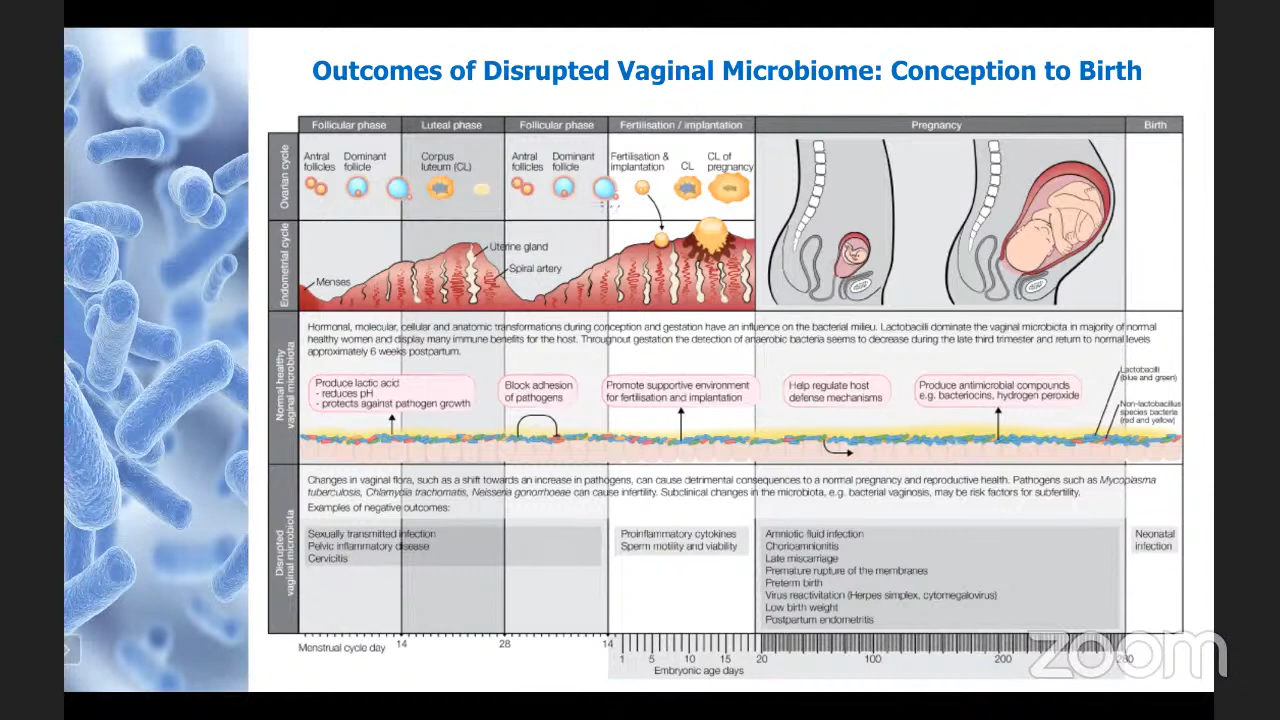 Outcomes of Disrupted Vaginal Microbiome: Conception to Birth
Follicular phase
Luteal phase
Follicular phase
Fertilisation / implantation
Pregnancy
Birth
Ovarian cycle
Antral
follicles
Dominant
follicle
Corpus
luteum (CL)
Antral
follicles
Dominant
follicle
Fertilisation &
implantation
CL
CL of
pregnancy
Endometrial cycle
Menses
Uterine gland
Spiral artery
Normal healthy
vaginal microbiota
Hormonal, molecular, cellular and anatomic transformations during conception and gestation have an influence on the bacterial milieu. Lactobacilli dominate the vaginal microbiota in majority of normal
healthy women and display many immune benefits for the host. Throughout gestation the detection of anaerobic bacteria seems to decrease during the late third trimester and return to normal levels
approximately 6 weeks postpartum.
Produce lactic acid
- reduces pH
- protects against pathogen growth
Block adhesion
of pathogens
Promote supportive environment
for fertilisation and implantation
Help regulate host
defense mechanisms
Produce antimicrobial compounds
e.g. bacteriocins, hydrogen peroxide
Lactobacilli
(blue and green)
Non-lactobacillus
species bacteria
(red and yellow)
Disrupted
vaginal microbiota
Changes in vaginal flora, such as a shift towards an increase in pathogens, can cause detrimental consequences to a normal pregnancy and reproductive health. Pathogens such as Mycoplasma
tuberculosis, Chlamydia trachomatis, Neisseria gonorrhoeae can cause infertility. Subclinical changes in the microbiota, e.g. bacterial vaginosis, may be risk factors for subfertility.
Examples of negative outcomes:
Sexually transmitted infection
Pelvic inflammatory disease
Cervicitis
Proinflammatory cytokines
Sperm motility and viability
Amniotic fluid infection
Chorioamnionitis
Late miscarriage
Premature rupture of the membranes
Preterm birth
Virus reactivitation (Herpes simplex, cytomegalovirus)
Low birth weight
Postpartum endometritis
Neonatal
infection
Menstrual cycle day
14
28
14
1 5 10 15 20 100 200 280
Embryonic age days
zoom